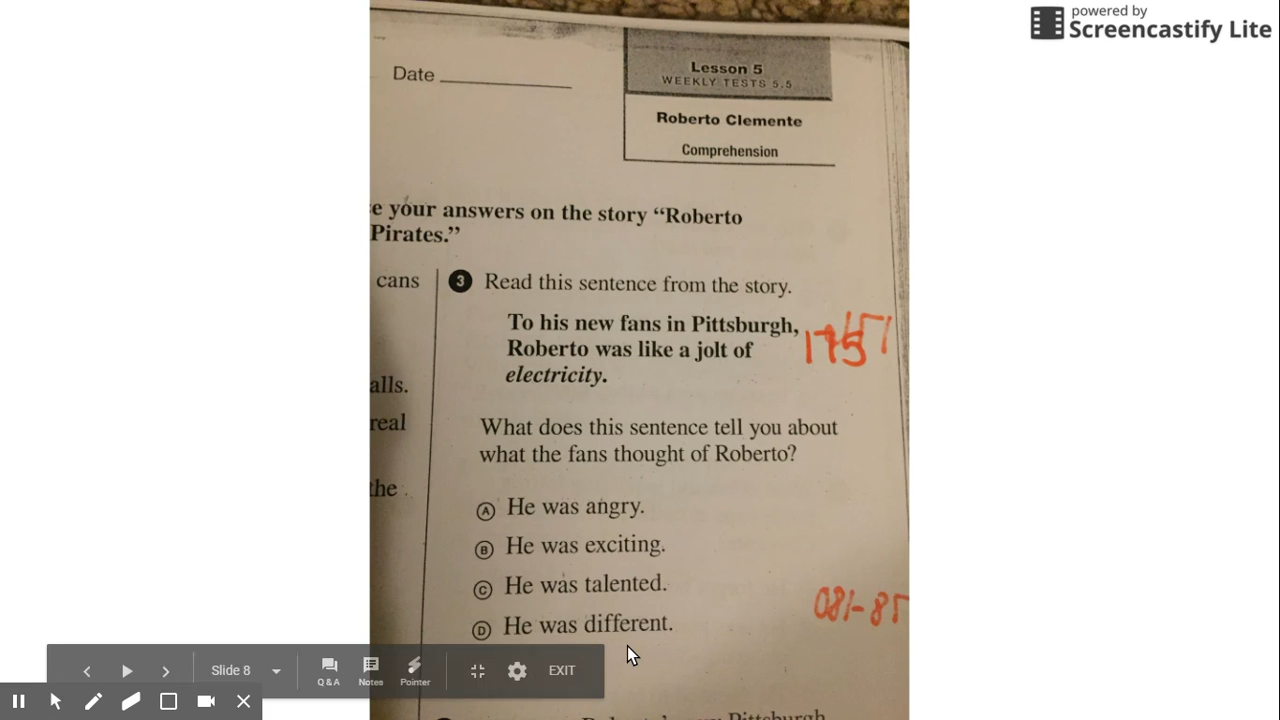 powered by
Screencastify Lite
Date
Lesson 5
WEEKLY TESTS 5.5
Roberto Clemente
Comprehension
e your answers on the story “Roberto
Pirates.”
cans
alls.
real
the
3 Read this sentence from the story.
To his new fans in Pittsburgh,
Roberto was like a jolt of
electricity.
What does this sentence tell you about
what the fans thought of Roberto?
A He was angry.
B He was exciting.
C He was talented.
D He was different.
Slide 8
Q & A
Notes
Pointer
EXIT